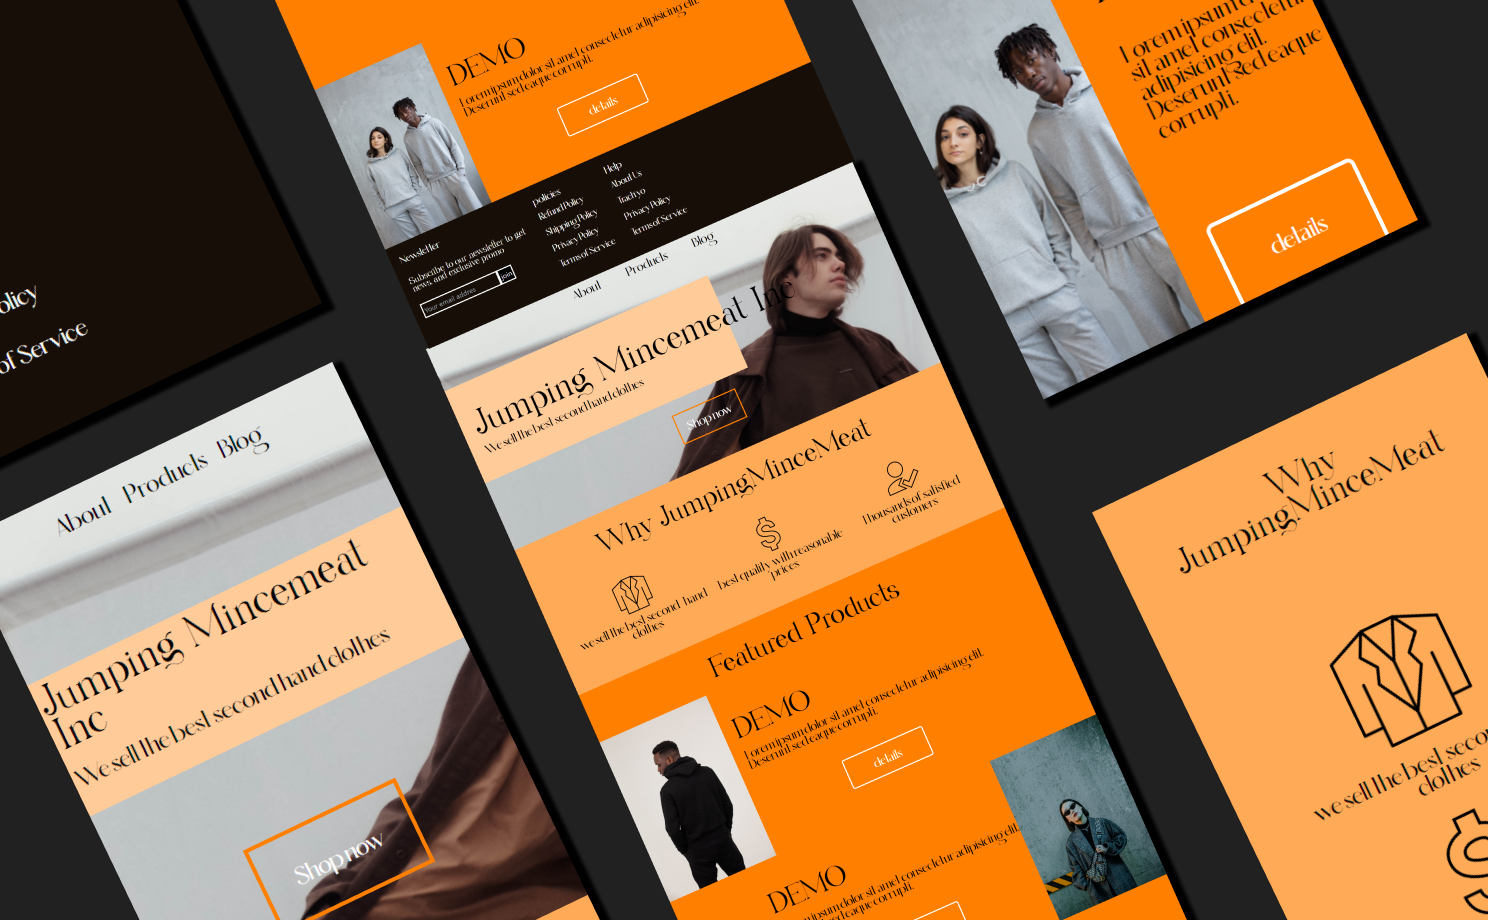 olicy
of Service
About Products Blog
Jumping Mincemeat
Inc
We sell the best second hand clothes
Shop now
DEMO
Lorem ipsum dolor sit amet consectetur adipisicing elit.
Deserunt sed eaque corrupti.
details
Newsletter
Subscribe to our newsletter to get
news, and exclusive promo
Your email addres
join
policies
Refund Policy
Shipping Policy
Privacy Policy
Terms of Service
Help
About Us
Privacy Policy
Terms of Service
About
Products
Blog
Jumping Mincemeat Inc
We sell the best second hand clothes
Shop now
Why JumpingMinceMeat
we sell the best second hand
clothes
best quality with reasonable
prices
Thousands of satisfied
customers
Featured Products
DEMO
Lorem ipsum dolor sit amet consectetur adipisicing elit.
Deserunt sed eaque corrupti.
details
DEMO
ipsum dolor sit amet consectetur adipisicing elit.
sed eaque corrupti.
Lorem ipsum
sit amet consectetur
adipisicing elit.
Deserunt sed eaque
corrupti.
details
Why
JumpingMinceMeat
we sell the best
clothes